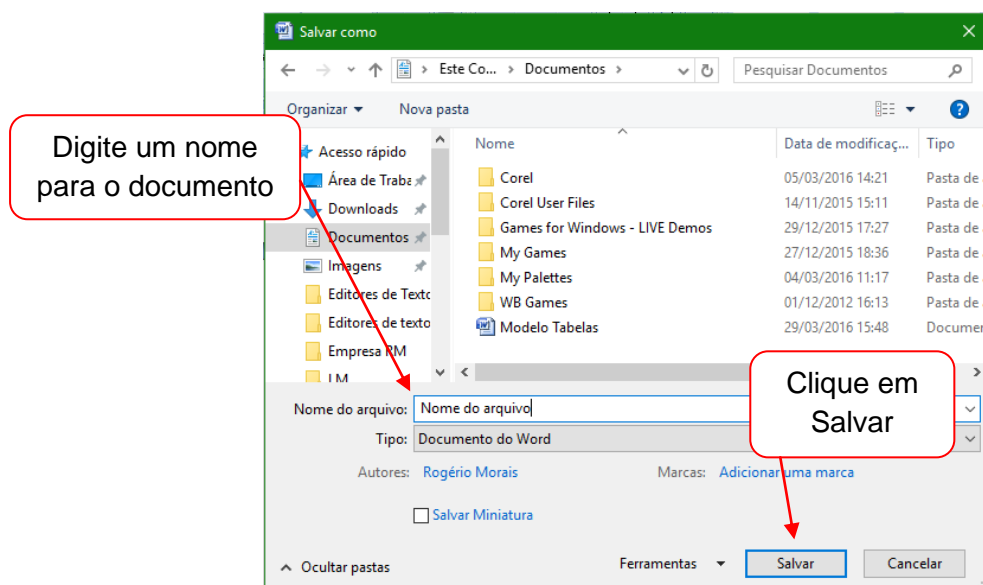 Salvar como
Este Co... > Documentos >
Pesquisar Documentos
Organizar
Nova pasta
?
Digite um nome
para o documento
Acesso rápido
Área de Traba
Downloads
Documentos
Imagens
Editores de Texto
Editores de texto
Empresa RM
LM
Nome Data de modificaç... Tipo
Corel 05/03/2016 14:21 Pasta de
Corel User Files 14/11/2015 15:11 Pasta de
Games for Windows - LIVE Demos 29/12/2015 17:27 Pasta de
My Games 27/12/2015 18:36 Pasta de
My Palettes 04/03/2016 11:17 Pasta de
WB Games 01/12/2012 16:13 Pasta de
Modelo Tabelas 29/03/2016 15:48 Documen
Clique em
Salvar
Nome do arquivo: Nome do arquivo
Tipo: Documento do Word
Autores: Rogério Morais Marcas: Adicionar uma marca
Salvar Miniatura
Ocultar pastas Ferramentas Salvar Cancelar